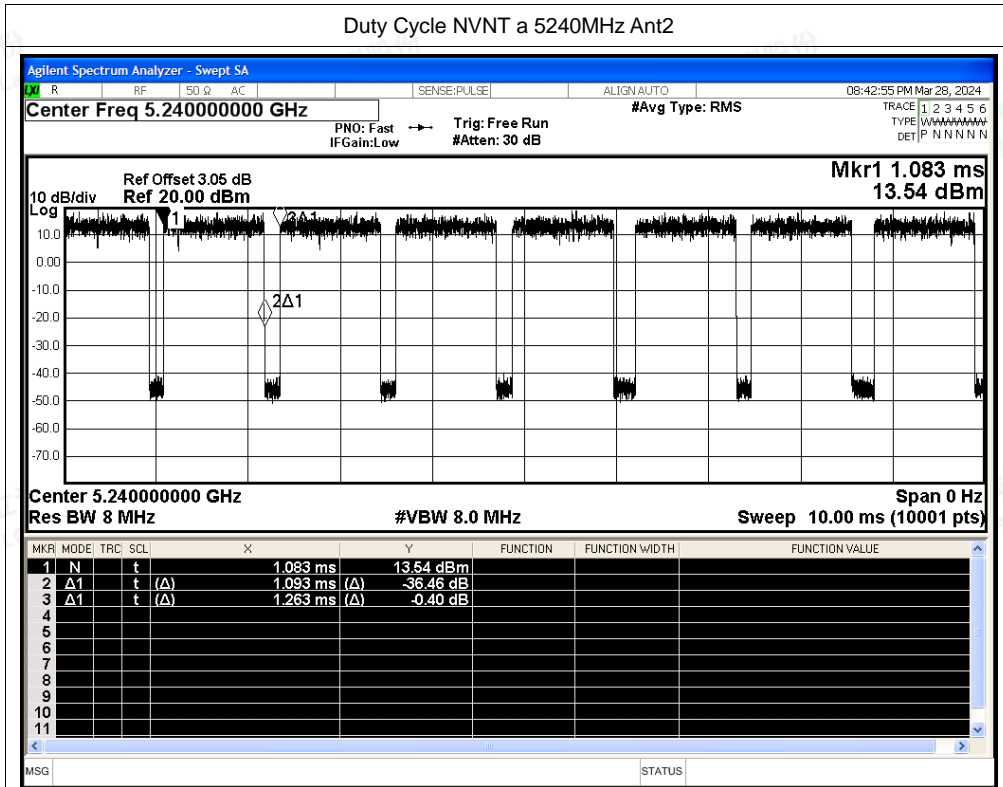 Duty Cycle NVNT a 5240MHz Ant2
Agilent Spectrum Analyzer - Swept SA
LXI R RF 50 Ω AC SENSE:PULSE ALIGN AUTO 08:42:55 PM Mar 28, 2024
Center Freq 5.240000000 GHz #Avg Type: RMS TRACE 1 2 3 4 5 6
PNO: Fast Trig: Free Run TYPE WWWWWW
IFGain:Low #Atten: 30 dB DET P N N N N N
Mkr1 1.083 ms
Ref Offset 3.05 dB
10 dB/div Ref 20.00 dBm 13.54 dBm
Log
1 3Δ1
10.0
0.00
-10.0
2Δ1
-20.0
-30.0
-40.0
-50.0
-60.0
-70.0
Center 5.240000000 GHz Span 0 Hz
Res BW 8 MHz #VBW 8.0 MHz Sweep 10.00 ms (10001 pts)
MKR MODE TRC SCL X Y FUNCTION FUNCTION WIDTH FUNCTION VALUE
1 N t 1.083 ms 13.54 dBm
2 Δ1 t (Δ) 1.093 ms (Δ) -36.46 dB
3 Δ1 t (Δ) 1.263 ms (Δ) -0.40 dB
4
5
6
7
8
9
10
11
MSG STATUS